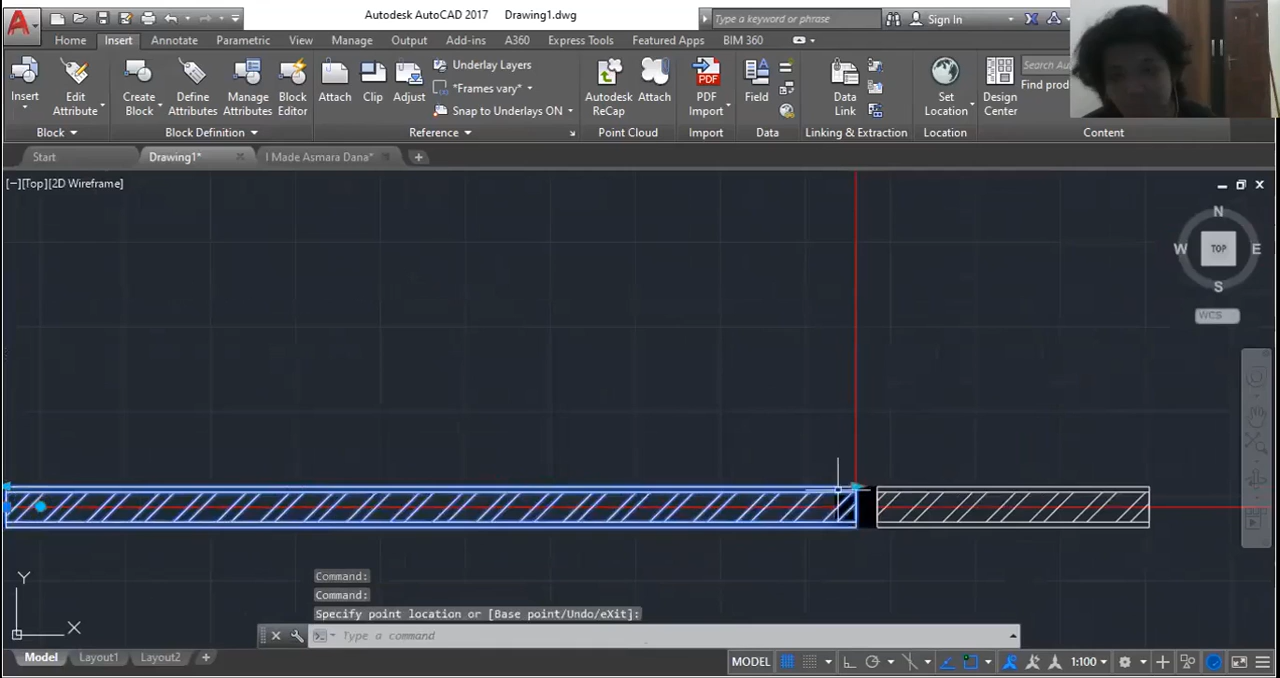 Autodesk AutoCAD 2017 Drawing1.dwg Type a keyword or phrase Sign In
Home Insert Annotate Parametric View Manage Output Add-ins A360 Express Tools Featured Apps BIM 360
Insert Edit Attribute Create Block Define Attributes Manage Attributes Block Editor Attach Clip Adjust
Underlay Layers
*Frames vary*
Snap to Underlays ON
Autodesk ReCap Attach PDF Import Field Data Link Set Location Design Center
Search Autodesk
Find prod
Block Block Definition Reference Point Cloud Import Data Linking & Extraction Location Content
Start Drawing1* I Made Asmara Dana*
[−][Top][2D Wireframe]
N
W TOP E
S
WCS
Y
X
Command:
Command:
Specify point location or [Base point/Undo/eXit]:
Type a command
Model Layout1 Layout2 + MODEL 1:100